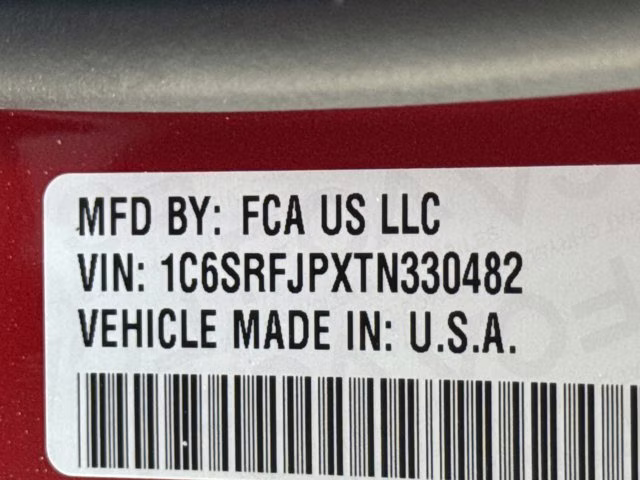 MFD BY: FCA US LLC
VIN: 1C6SRFJPXTN330482
VEHICLE MADE IN: U.S.A.